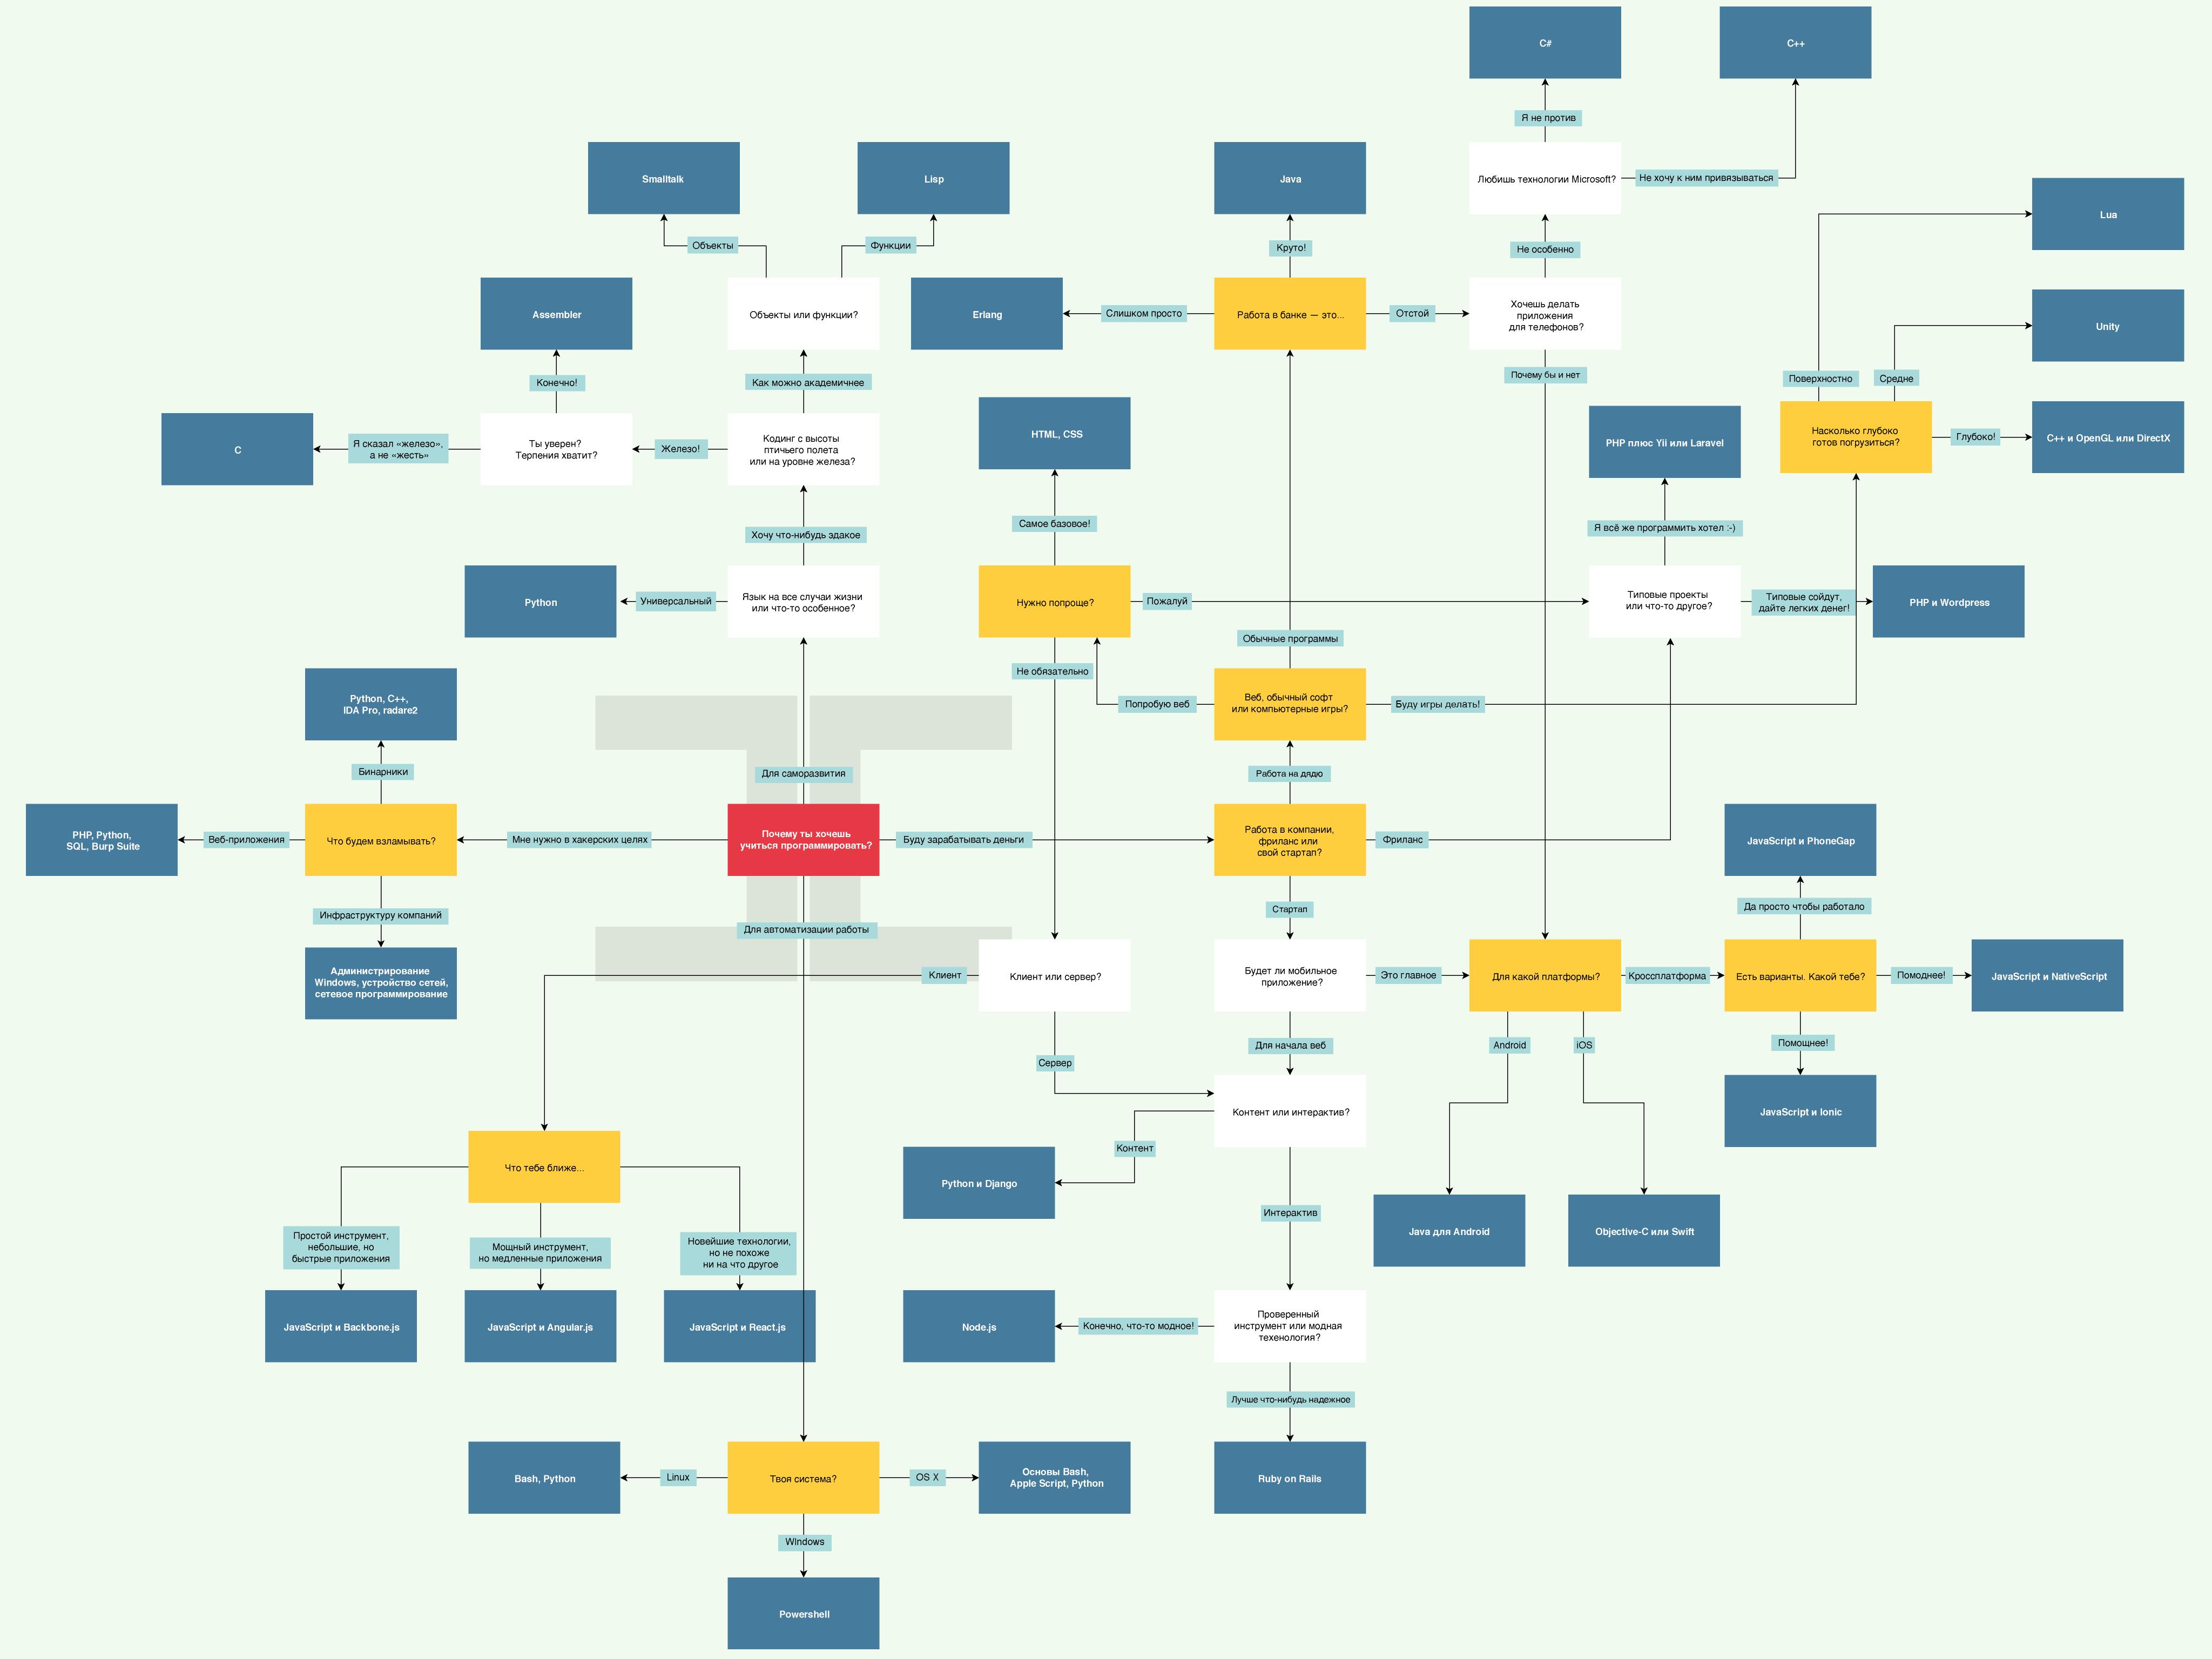 C#
C++
Я не против
Smalltalk
Lisp
Java
Любишь технологии Microsoft?
Не хочу к ним привязываться
Lua
Объекты
Функции
Круто!
Не особенно
Assembler
Объекты или функции?
Erlang
Слишком просто
Работа в банке — это...
Отстой
Хочешь делать
приложения
для телефонов?
Unity
Конечно!
Как можно академичнее
Почему бы и нет
Поверхностно
Средне
C
Я сказал «железо»,
а не «жесть»
Ты уверен?
Терпения хватит?
Железо!
Кодинг с высоты
птичьего полета
или на уровне железа?
HTML, CSS
PHP плюс Yii или Laravel
Насколько глубоко
готов погрузиться?
Глубоко!
C++ и OpenGL или DirectX
Хочу что-нибудь эдакое
Самое базовое!
Я всё же программить хотел :-)
Python
Универсальный
Язык на все случаи жизни
или что-то особенное?
Нужно попроще?
Пожалуй
Типовые проекты
или что-то другое?
Типовые сойдут,
дайте легких денег!
PHP и Wordpress
Обычные программы
Не обязательно
Python, C++,
IDA Pro, radare2
Попробую веб
Веб, обычный софт
или компьютерные игры?
Буду игры делать!
Бинарники
Для саморазвития
Работа на дядю
PHP, Python,
SQL, Burp Suite
Веб-приложения
Что будем взламывать?
Мне нужно в хакерских целях
Почему ты хочешь
учиться программировать?
Буду зарабатывать деньги
Работа в компании,
фриланс или
свой стартап?
Фриланс
JavaScript и PhoneGap
Инфраструктуру компаний
Для автоматизации работы
Стартап
Да просто чтобы работало
Администрирование
Windows, устройство сетей,
сетевое программирование
Клиент
Клиент или сервер?
Будет ли мобильное
приложение?
Это главное
Для какой платформы?
Кроссплатформа
Есть варианты. Какой тебе?
Помоднее!
JavaScript и NativeScript
Сервер
Для начала веб
Android
iOS
Помощнее!
Контент или интерактив?
JavaScript и Ionic
Контент
Что тебе ближе...
Python и Django
Интерактив
Java для Android
Objective-C или Swift
Простой инструмент,
небольшие, но
быстрые приложения
Мощный инструмент,
но медленные приложения
Новейшие технологии,
но не похоже
ни на что другое
JavaScript и Backbone.js
JavaScript и Angular.js
JavaScript и React.js
Node.js
Конечно, что-то модное!
Проверенный
инструмент или модная
техенология?
Лучше что-нибудь надежное
Bash, Python
Linux
Твоя система?
OS X
Основы Bash,
Apple Script, Python
Ruby on Rails
WIndows
Powershell